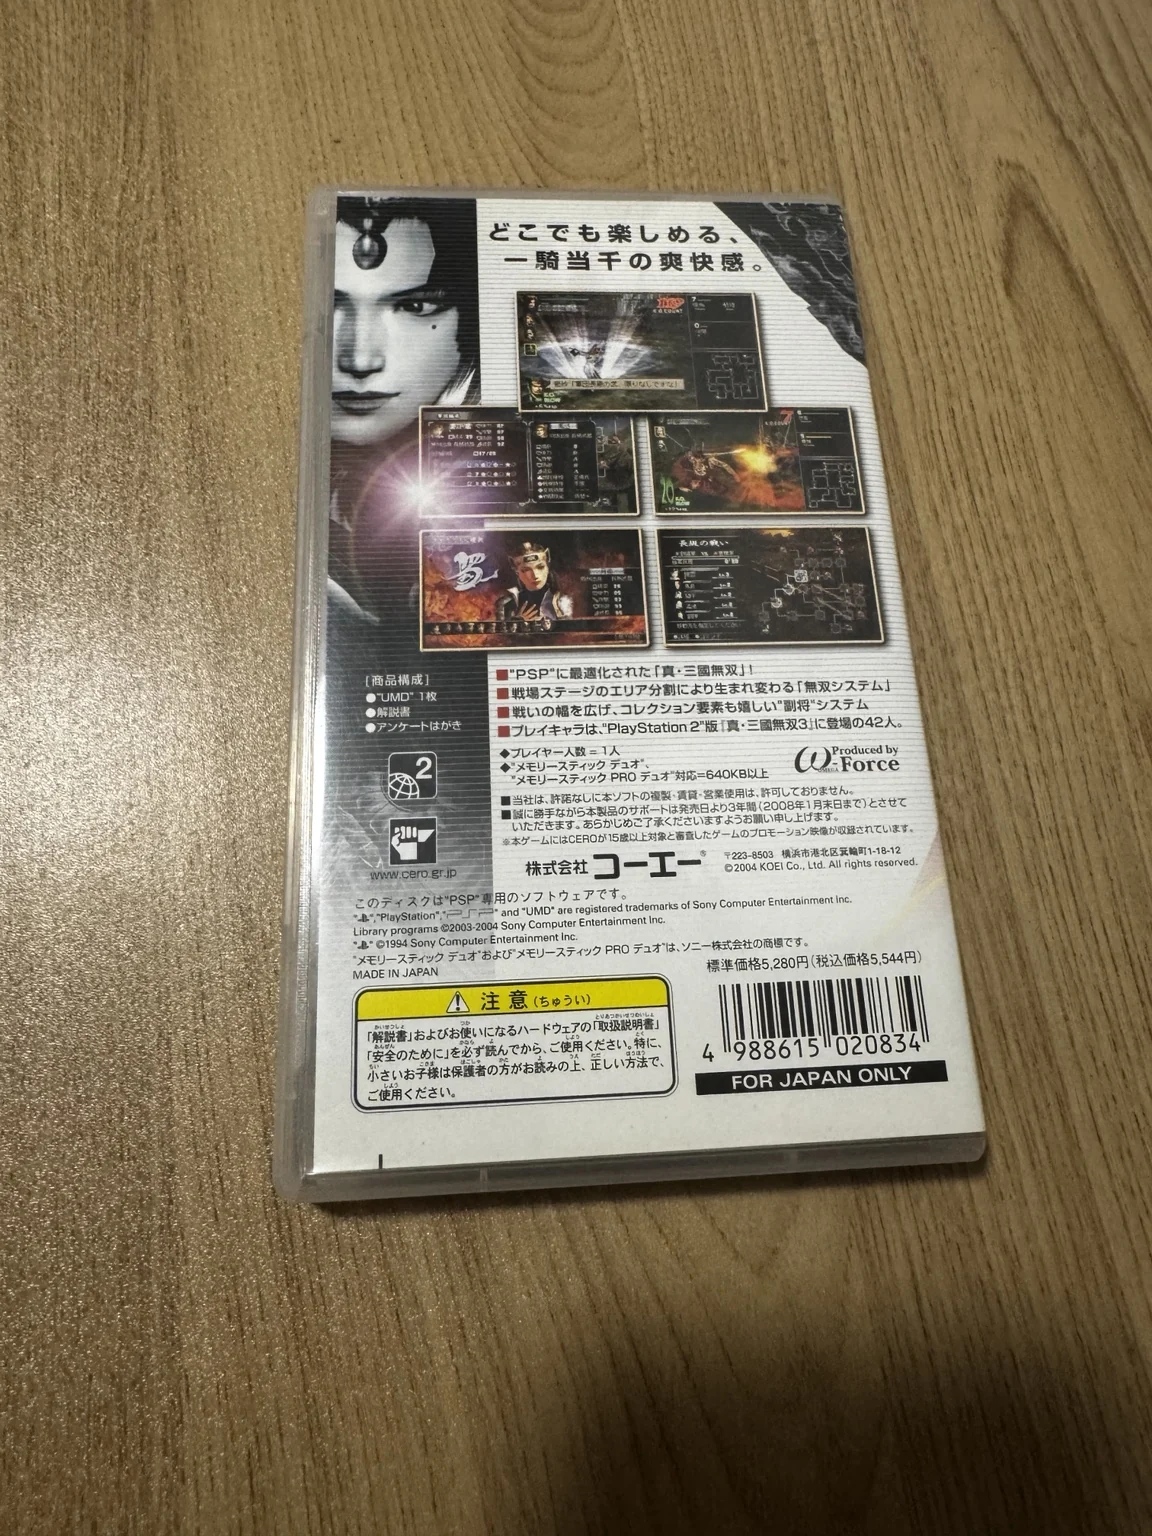 どこでも楽しめる、
一騎当千の爽快感。
長坂の戦い
[商品構成]
●"UMD" 1枚
●解説書
●アンケートはがき
■"PSP"に最適化された「真・三國無双」!
■戦場ステージのエリア分割により生まれ変わる「無双システム」
■戦いの幅を広げ、コレクション要素も嬉しい"副将"システム
■プレイキャラは、"PlayStation 2"版『真・三國無双3』に登場の42人。
◆プレイヤー人数 = 1人
◆"メモリースティック デュオ"、
"メモリースティック PRO デュオ"対応=640KB以上
Produced by
ω-Force
OMEGA
2
www.cero.gr.jp
■当社は、許諾なしに本ソフトの複製・賃貸・営業使用は、許可しておりません。
■誠に勝手ながら本製品のサポートは発売日より3年間(2008年1月末日まで)とさせて
いただきます。あらかじめご了承くださいますようお願い申し上げます。
※本ゲームにはCEROが15歳以上対象と審査したゲームのプロモーション映像が収録されています。
株式会社コーエー®
〒223-8503 横浜市港北区箕輪町1-18-12
©2004 KOEI Co., Ltd. All rights reserved.
このディスクは"PSP"専用のソフトウェアです。
" ","PlayStation","PSP" and "UMD" are registered trademarks of Sony Computer Entertainment Inc.
Library programs ©2003-2004 Sony Computer Entertainment Inc.
" " ©1994 Sony Computer Entertainment Inc.
"メモリースティック デュオ"および"メモリースティック PRO デュオ"は、ソニー株式会社の商標です。
MADE IN JAPAN
標準価格5,280円(税込価格5,544円)
注意(ちゅうい)
「解説書」およびお使いになるハードウェアの「取扱説明書」
「安全のために」を必ず読んでから、ご使用ください。特に、
小さいお子様は保護者の方がお読みの上、正しい方法で、
ご使用ください。
4 988615 020834
FOR JAPAN ONLY